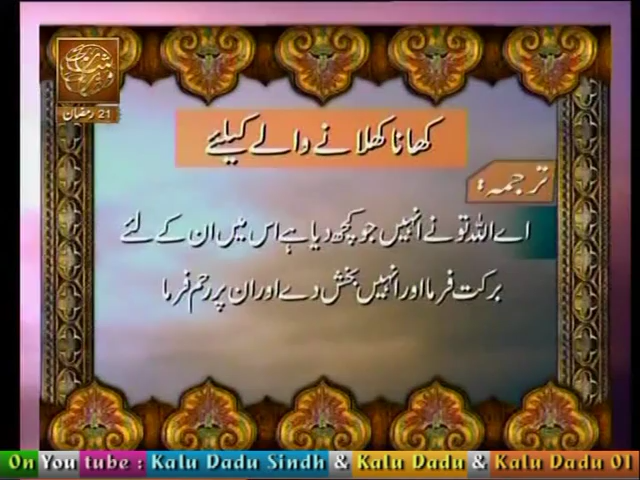 21 رمضان
کھانا کھلانے والے کیلئے
ترجمہ:
اے اللہ تو نے انہیں جو کچھ دیا ہے اس میں ان کے لئے
برکت فرما اور انہیں بخش دے اور ان پر رحم فرما
On You tube : Kalu Dadu Sindh & Kalu Dadu & Kalu Dadu 01